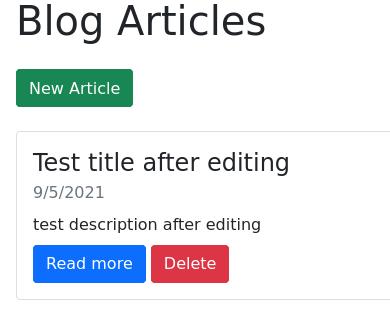 Blog Articles
New Article
Test title after editing
9/5/2021
test description after editing
Read more Delete